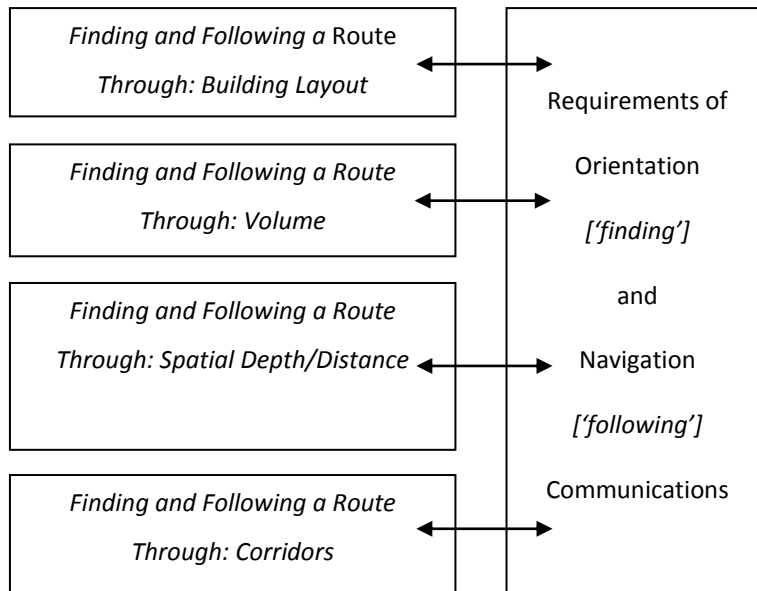 Finding and Following a Route
Through: Building Layout
Finding and Following a Route
Through: Volume
Finding and Following a Route
Through: Spatial Depth/Distance
Finding and Following a Route
Through: Corridors
Requirements of
Orientation
[‘finding’]
and
Navigation
[‘following’]
Communications